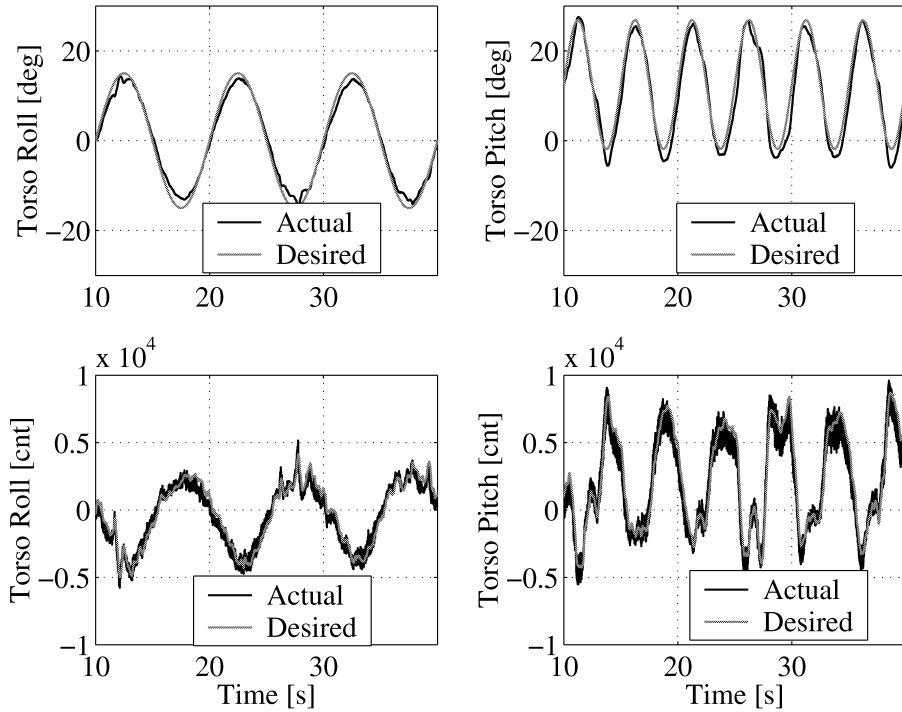 Torso Roll [deg]
20
0
−20
Actual
Desired
10
20
30
Torso Pitch [deg]
20
0
−20
Actual
Desired
10
20
30
x 10^4
Torso Roll [cnt]
1
0.5
0
−0.5
−1
Actual
Desired
10
20
30
Time [s]
x 10^4
Torso Pitch [cnt]
1
0.5
0
−0.5
−1
Actual
Desired
10
20
30
Time [s]